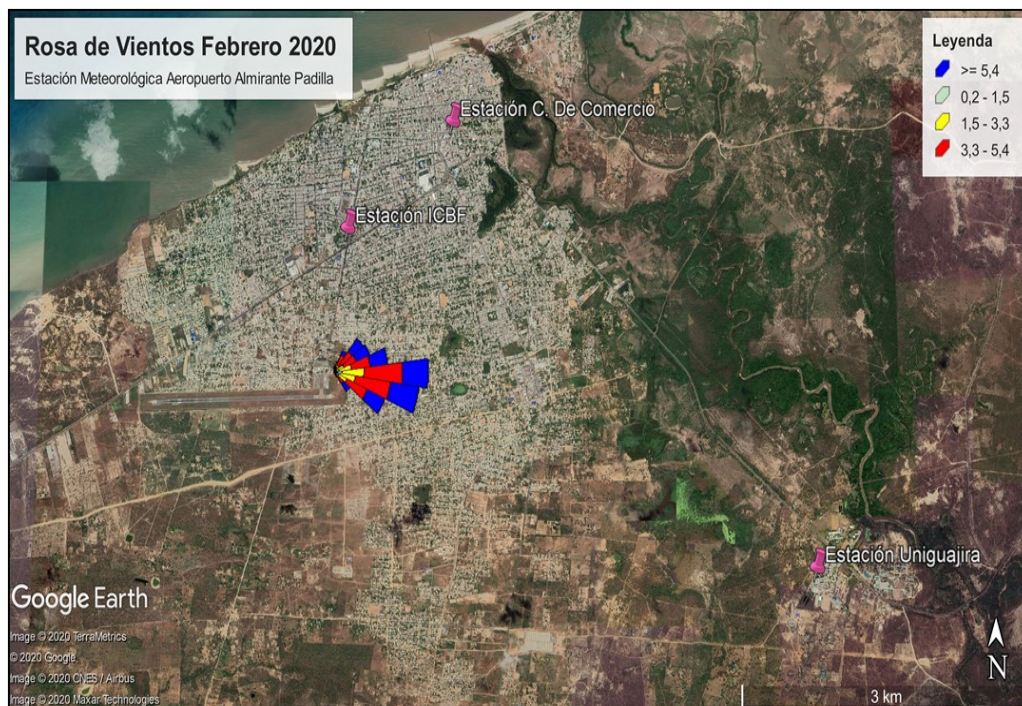 Rosa de Vientos Febrero 2020
Estación Meteorológica Aeropuerto Almirante Padilla
Leyenda
>= 5,4
0,2 - 1,5
1,5 - 3,3
3,3 - 5,4
Estación C. De Comercio
Estación ICBF
Estación Uniguajira
Google Earth
Image © 2020 TerraMetrics
© 2020 Google
Image © 2020 CNES / Airbus
Image © 2020 Maxar Technologies
N
3 km